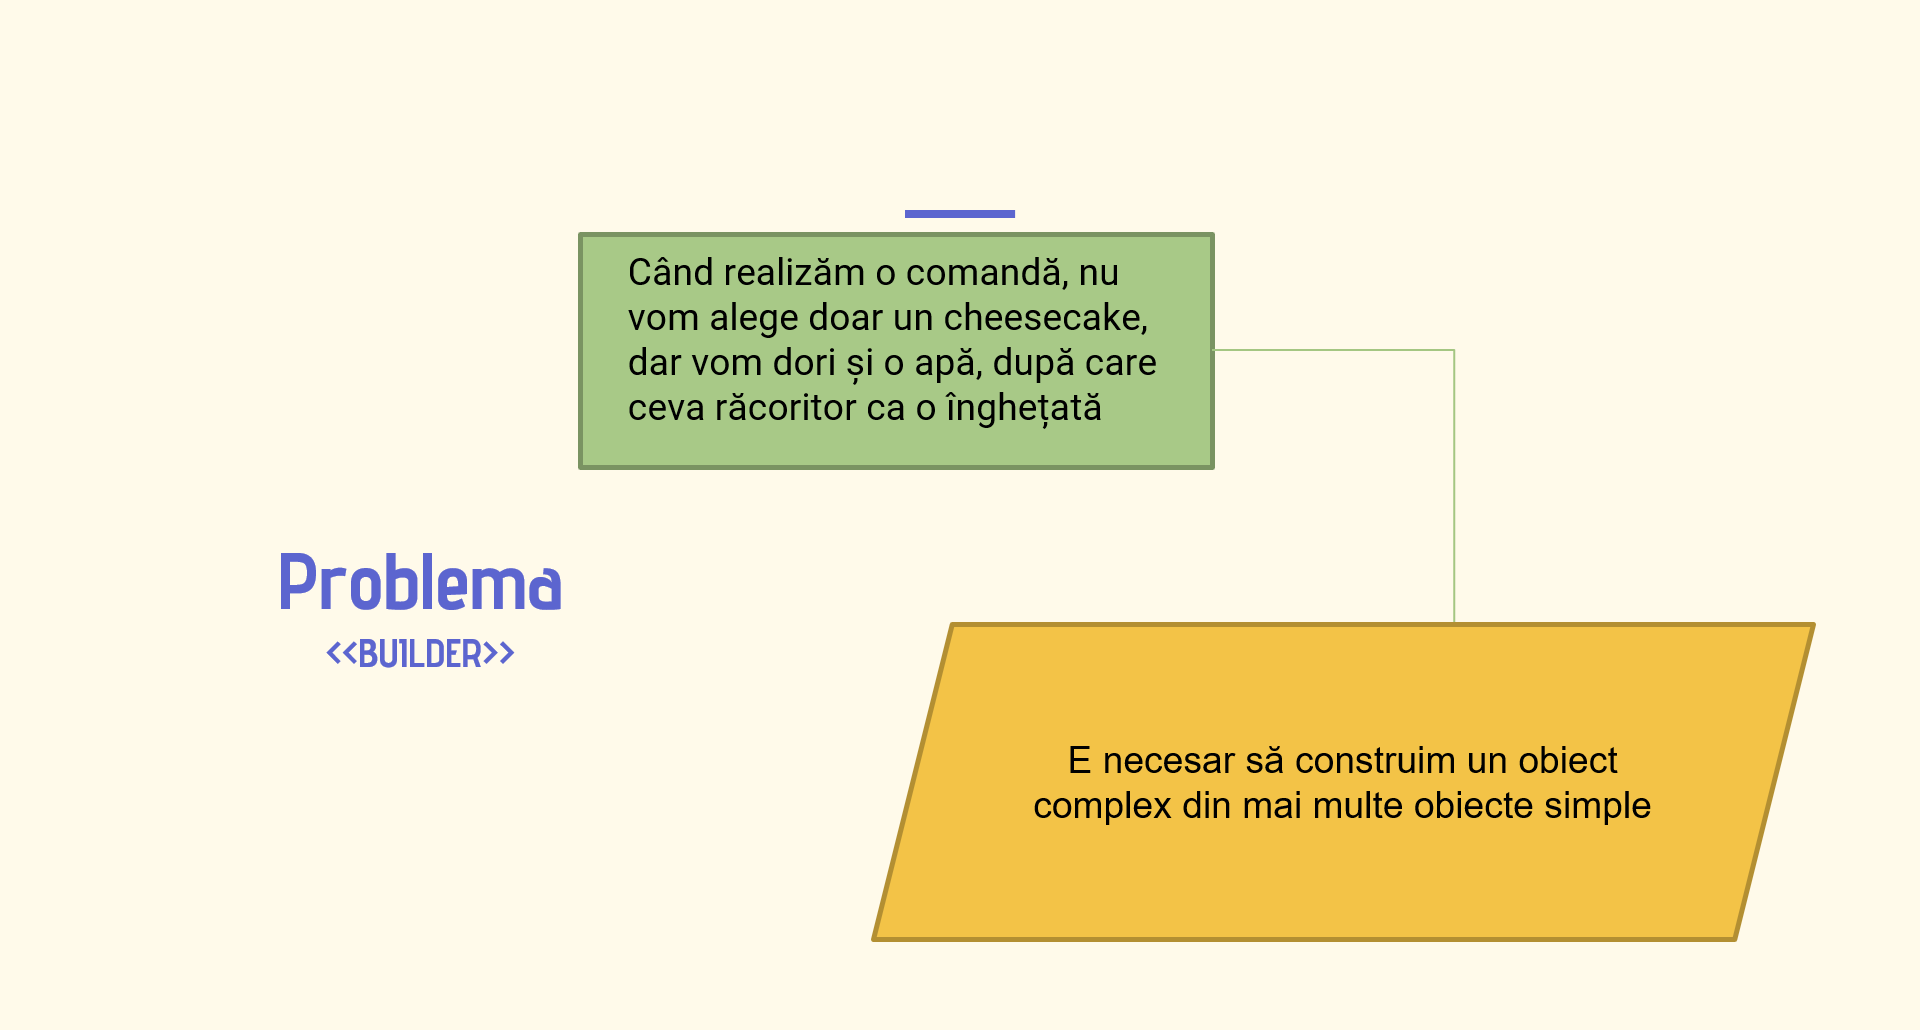 Când realizăm o comandă, nu
vom alege doar un cheesecake,
dar vom dori și o apă, după care
ceva răcoritor ca o înghețată
Problema
<<BUILDER>>
E necesar să construim un obiect
complex din mai multe obiecte simple